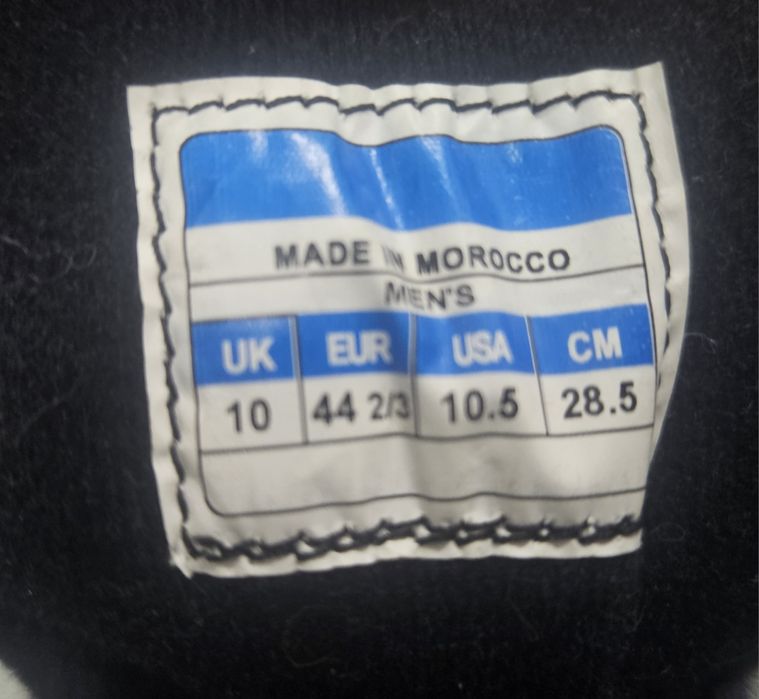 MADE IN MOROCCO
MEN'S
UK EUR USA CM
10 44 2/3 10.5 28.5